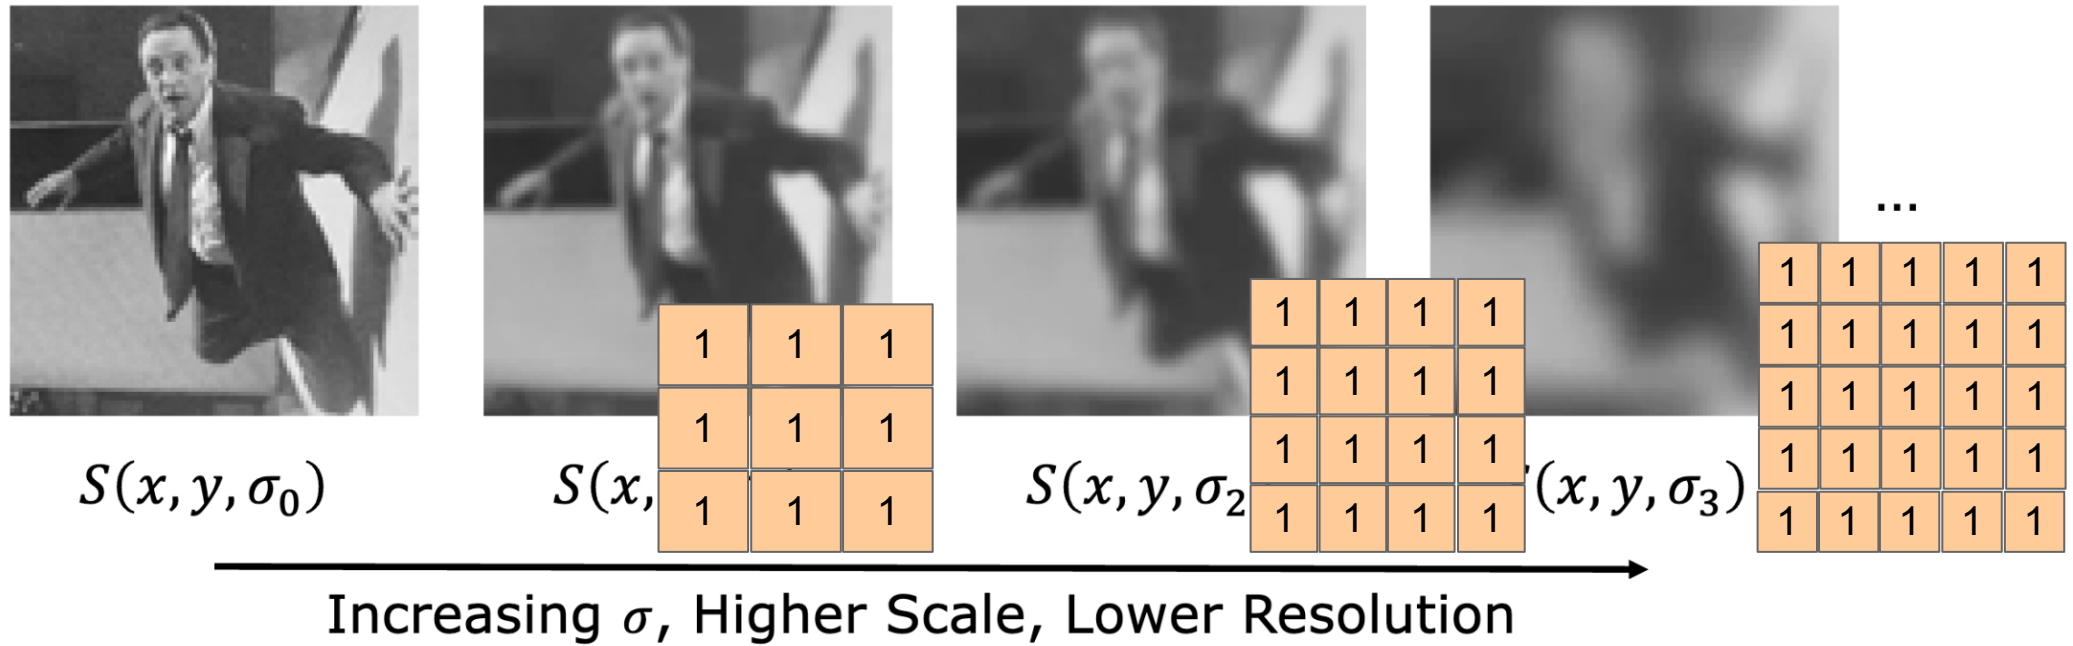 ...
1 1 1 1 1
1 1 1 1 1
1 1 1 1 1
1 1 1 1 1
1 1 1 1 1
1 1 1 1
1 1 1 1
1 1 1 1
1 1 1 1
1 1 1
1 1 1
1 1 1
S(x, y, σ₀)
S(x,
S(x, y, σ₂
(x, y, σ₃)
Increasing σ, Higher Scale, Lower Resolution